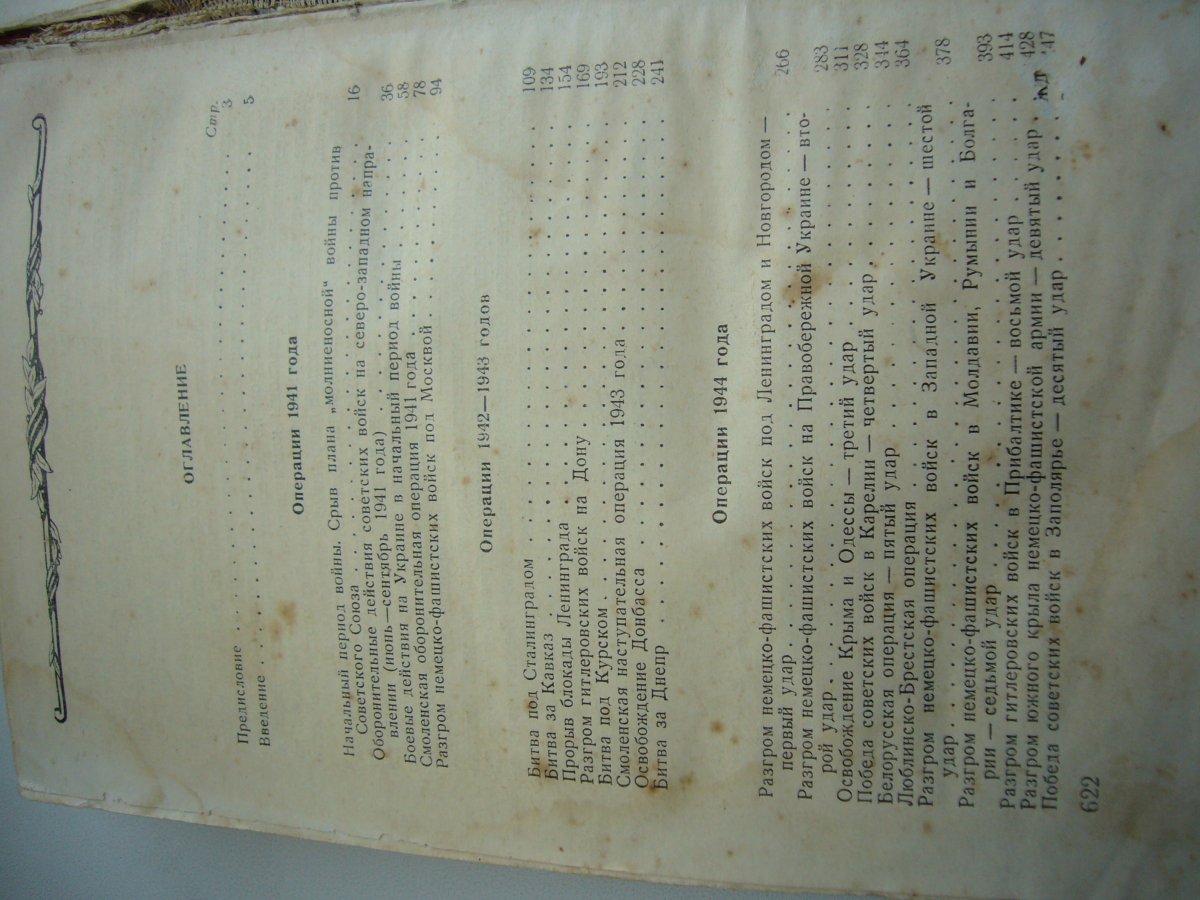 ОГЛАВЛЕНИЕ
Стр.
Предисловие . . . . . . . . . . . . . . . . . . 3
Введение . . . . . . . . . . . . . . . . . . 5
Операции 1941 года
Начальный период войны. Срыв плана „молниеносной“ войны против
Советского Союза . . . . . . . . . . . . . . . . . . 16
Оборонительные действия советских войск на северо-западном напра-
влении (июнь—сентябрь 1941 года) . . . . . . . . . . 36
Боевые действия на Украине в начальный период войны . . . . . . 58
Смоленская оборонительная операция 1941 года . . . . . . . . 78
Разгром немецко-фашистских войск под Москвой . . . . . . . . 94
Операции 1942—1943 годов
Битва под Сталинградом . . . . . . . . . . . . . . . 109
Битва за Кавказ . . . . . . . . . . . . . . . 134
Прорыв блокады Ленинграда . . . . . . . . . . . . . . . 154
Разгром гитлеровских войск на Дону . . . . . . . . . . . . 169
Битва под Курском . . . . . . . . . . . . . . . 193
Смоленская наступательная операция 1943 года . . . . . . . . 212
Освобождение Донбасса . . . . . . . . . . . . . . . 228
Битва за Днепр . . . . . . . . . . . . . . . 241
Операции 1944 года
Разгром немецко-фашистских войск под Ленинградом и Новгородом —
первый удар . . . . . . . . . . . . . . . 266
Разгром немецко-фашистских войск на Правобережной Украине — вто-
рой удар . . . . . . . . . . . . . . . 283
Освобождение Крыма и Одессы — третий удар . . . . . . . . . 311
Победа советских войск в Карелии — четвертый удар . . . . . . . 328
Белорусская операция — пятый удар . . . . . . . . . . . . 344
Люблинско-Брестская операция . . . . . . . . . . . . 364
Разгром немецко-фашистских войск в Западной Украине — шестой
удар . . . . . . . . . . . . . . . 378
Разгром немецко-фашистских войск в Молдавии, Румынии и Болга-
рии — седьмой удар . . . . . . . . . . . . . . . 393
Разгром гитлеровских войск в Прибалтике — восьмой удар . . . . . 414
Разгром южного крыла немецко-фашистской армии — девятый удар . . 428
Победа советских войск в Заполярье — десятый удар . . . . . . .
622